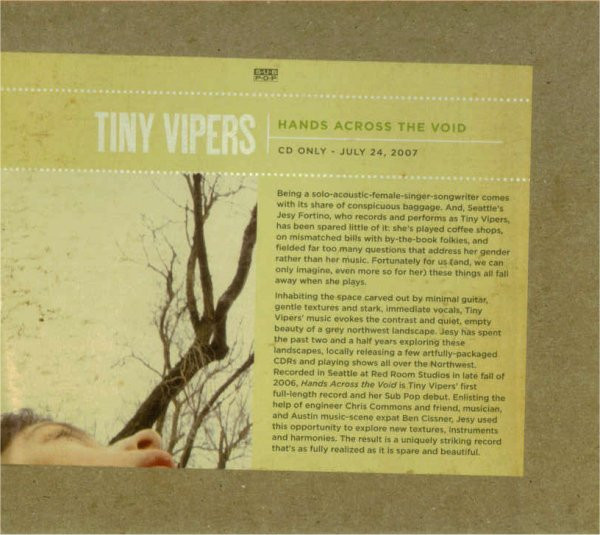 SUB
POP
TINY VIPERS
HANDS ACROSS THE VOID
CD ONLY - JULY 24, 2007
Being a solo-acoustic-female-singer-songwriter comes
with its share of conspicuous baggage. And, Seattle's
Jesy Fortino, who records and performs as Tiny Vipers,
has been spared little of it: she's played coffee shops,
on mismatched bills with by-the-book folkies, and
fielded far too many questions that address her gender
rather than her music. Fortunately for us (and, we can
only imagine, even more so for her) these things all fall
away when she plays.
Inhabiting the space carved out by minimal guitar,
gentle textures and stark, immediate vocals, Tiny
Vipers' music evokes the contrast and quiet, empty
beauty of a grey northwest landscape. Jesy has spent
the past two and a half years exploring these
landscapes, locally releasing a few artfully-packaged
CDRs and playing shows all over the Northwest.
Recorded in Seattle at Red Room Studios in late fall of
2006, Hands Across the Void is Tiny Vipers' first
full-length record and her Sub Pop debut. Enlisting the
help of engineer Chris Commons and friend, musician,
and Austin music-scene expat Ben Cissner, Jesy used
this opportunity to explore new textures, instruments
and harmonies. The result is a uniquely striking record
that's as fully realized as it is spare and beautiful.